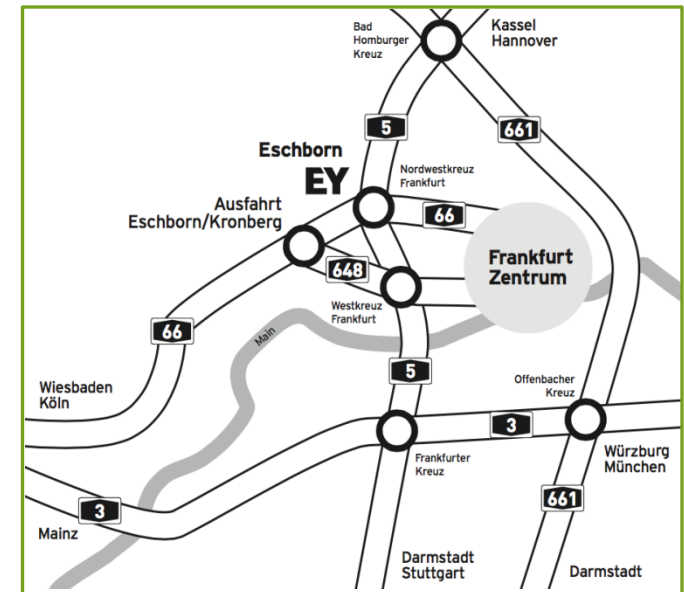 Bad
Homburger
Kreuz
Kassel
Hannover
5
661
Eschborn
EY
Nordwestkreuz
Frankfurt
Ausfahrt
Eschborn/Kronberg
66
648
Frankfurt
Zentrum
Westkreuz
Frankfurt
66
Main
5
Wiesbaden
Köln
Offenbacher
Kreuz
3
Frankfurter
Kreuz
Würzburg
München
3
661
Mainz
Darmstadt
Stuttgart
Darmstadt